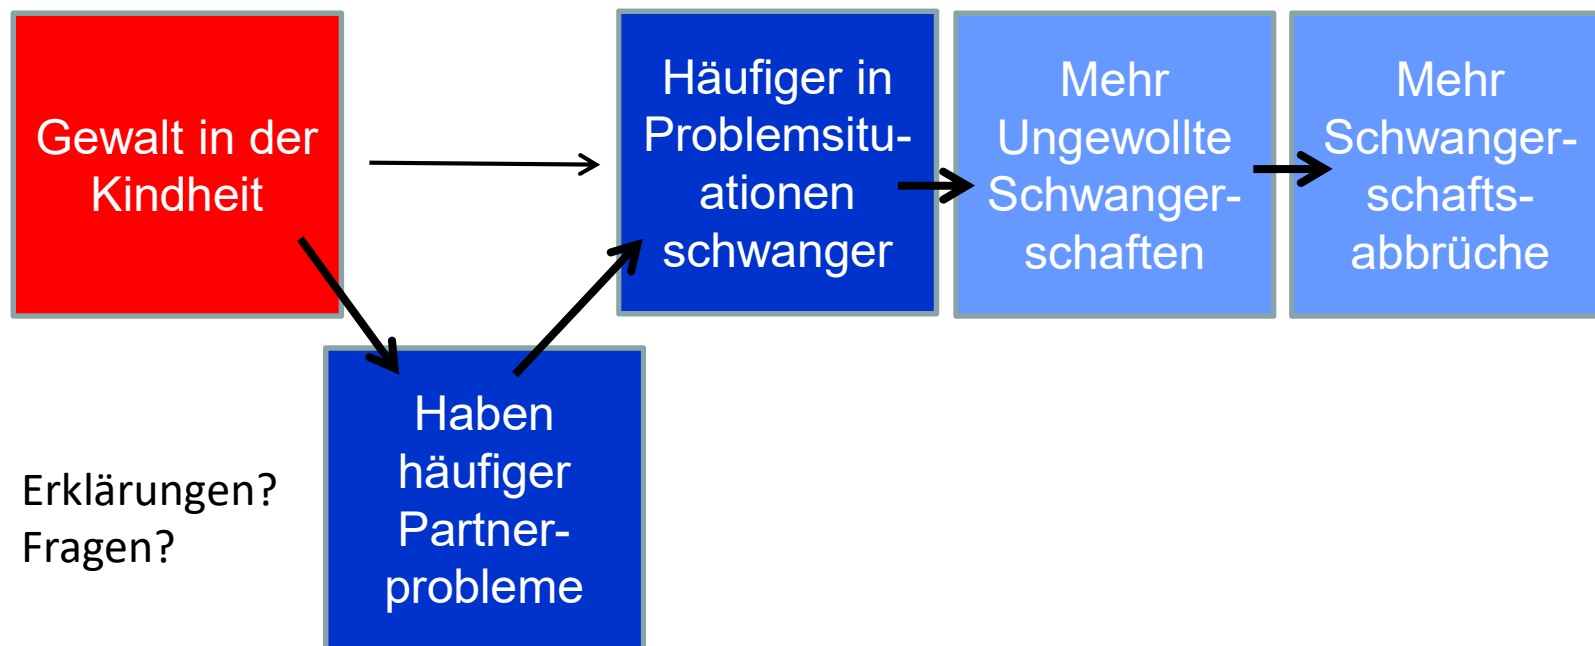 Gewalt in der
Kindheit
Häufiger in
Problemsitu-
ationen
schwanger
Mehr
Ungewollte
Schwanger-
schaften
Mehr
Schwanger-
schafts-
abbrüche
Haben
häufiger
Partner-
probleme
Erklärungen?
Fragen?